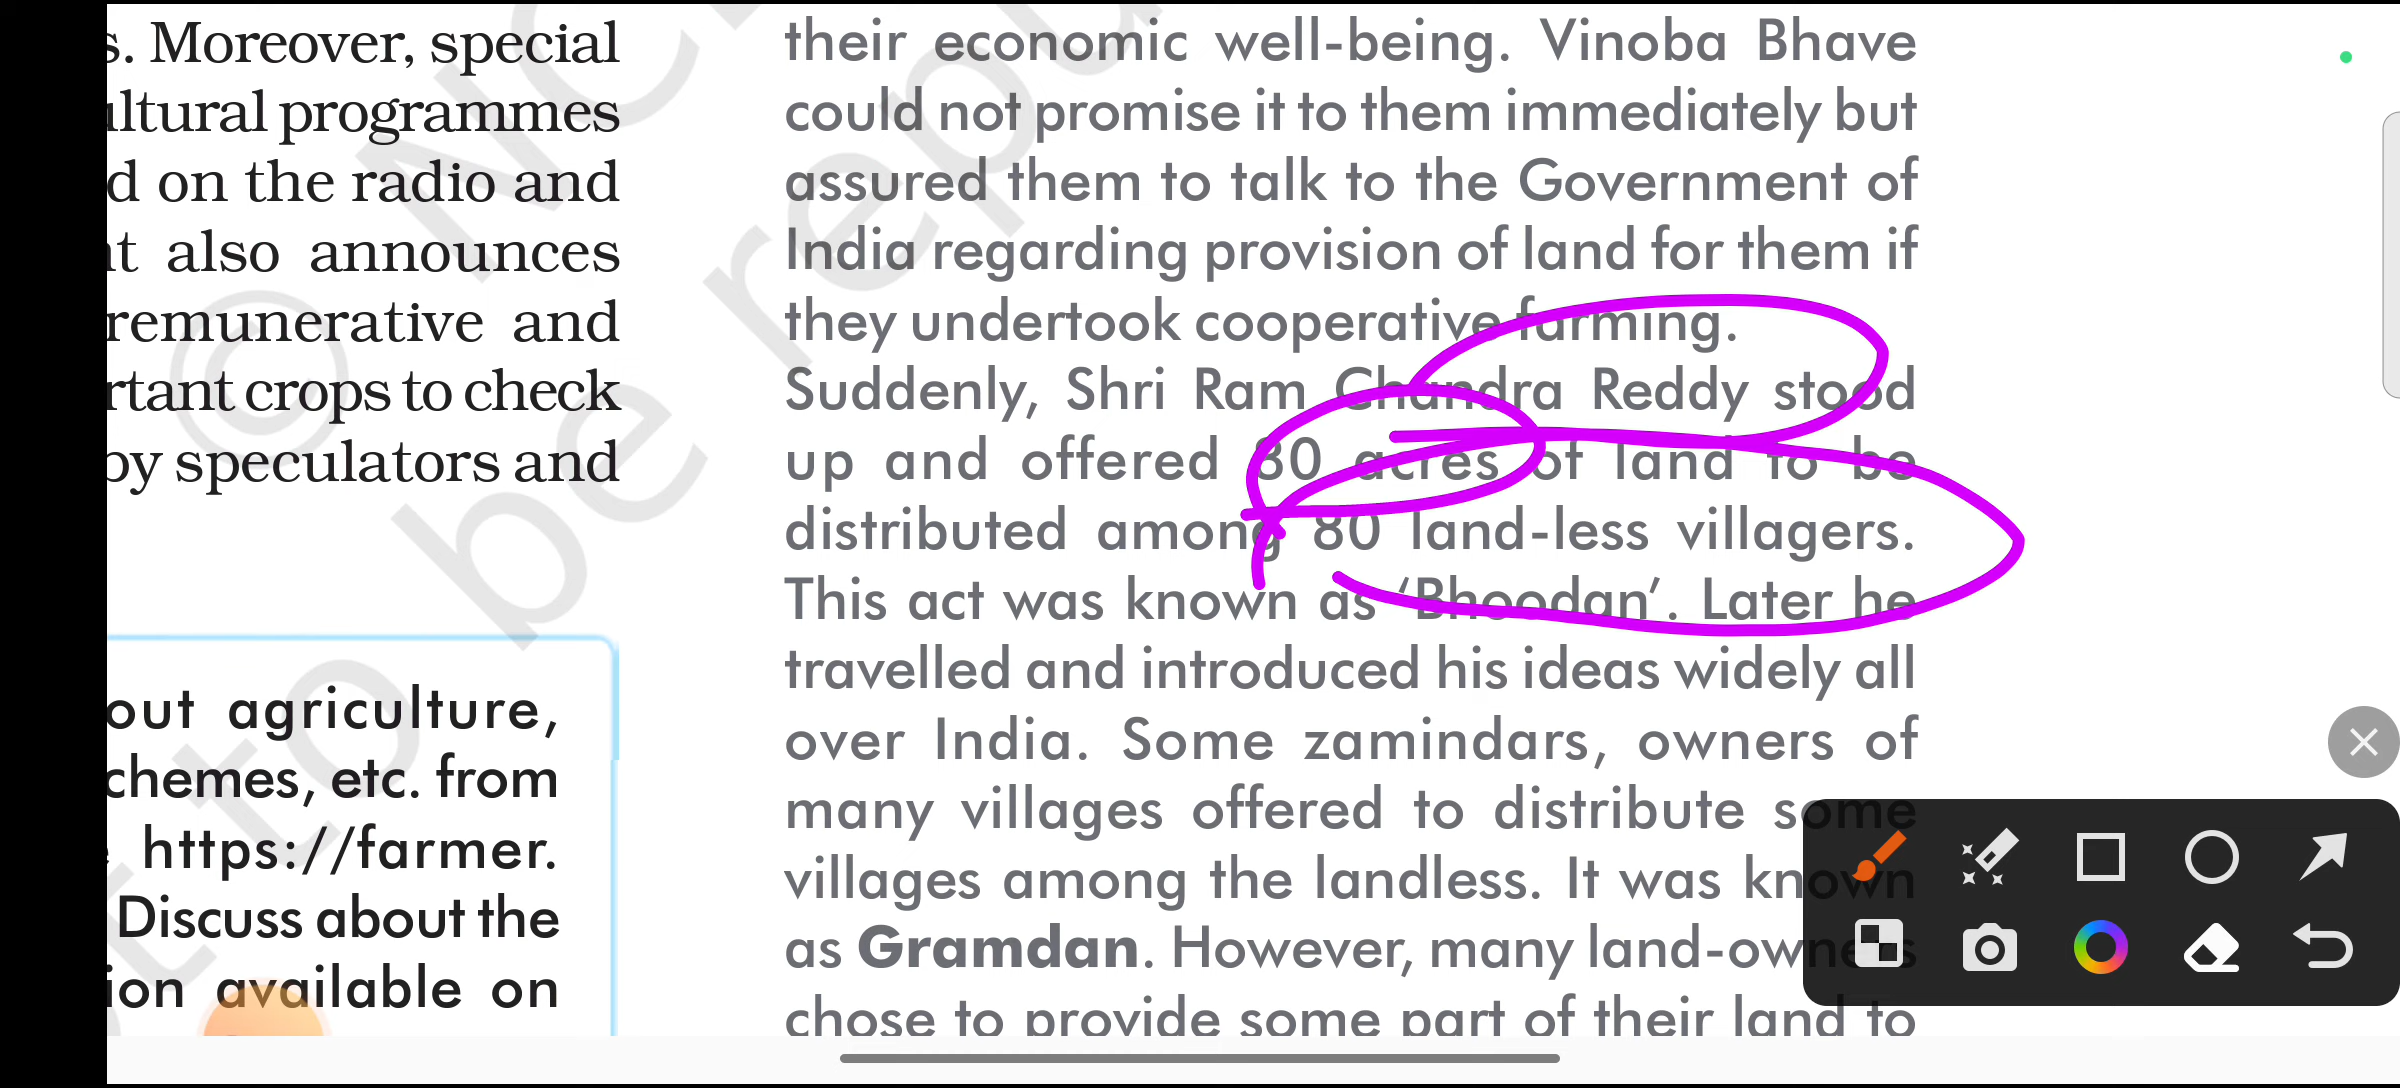 s. Moreover, special
ultural programmes
d on the radio and
nt also announces
remunerative and
rtant crops to check
by speculators and
out agriculture,
chemes, etc. from
https://farmer.
Discuss about the
ion available on
their economic well-being. Vinoba Bhave
could not promise it to them immediately but
assured them to talk to the Government of
India regarding provision of land for them if
they undertook cooperative farming.
Suddenly, Shri Ram Chandra Reddy stood
up and offered 80 acres of land to be
distributed among 80 land-less villagers.
This act was known as ‘Bhoodan’. Later he
travelled and introduced his ideas widely all
over India. Some zamindars, owners of
many villages offered to distribute some
villages among the landless. It was known
as Gramdan. However, many land-owners
chose to provide some part of their land to
© NC
be repu
t to